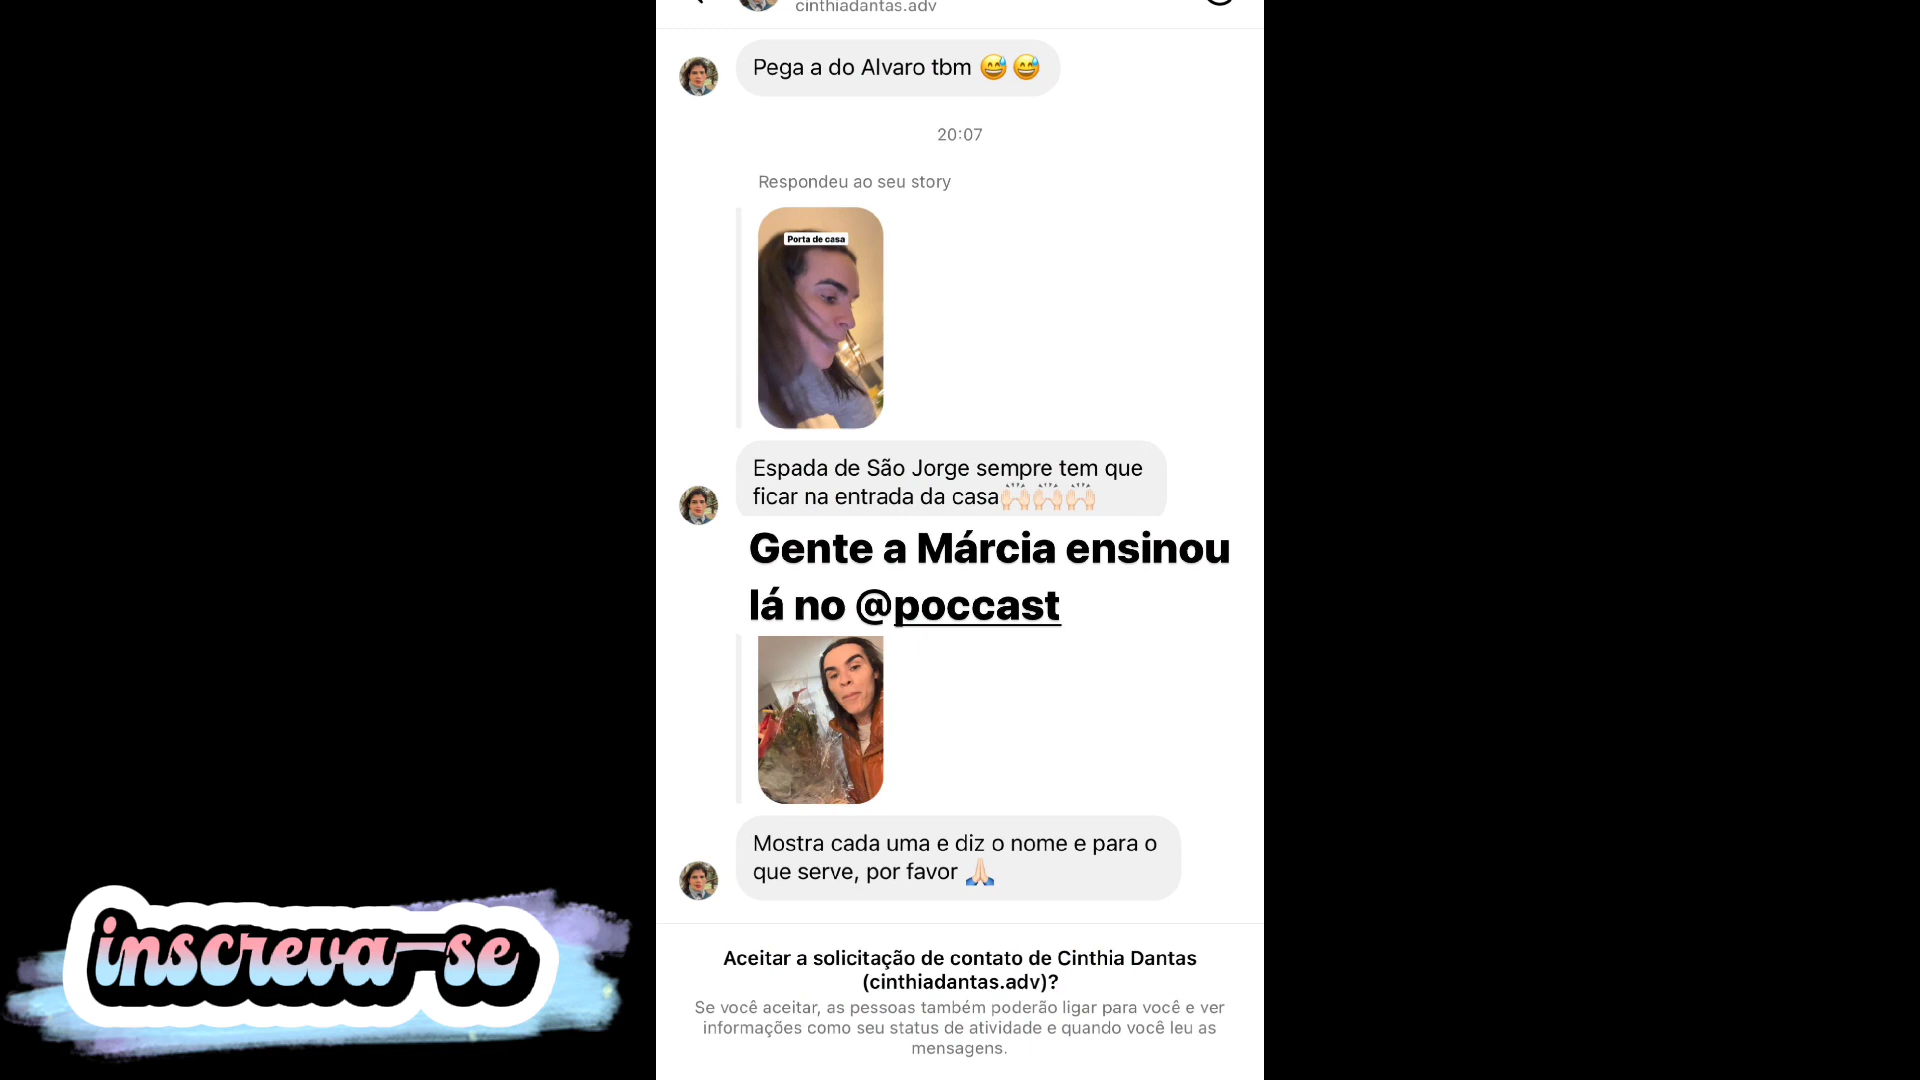 cinthiadantas.adv
Pega a do Alvaro tbm 😅😅
20:07
Respondeu ao seu story
Porta de casa
Espada de São Jorge sempre tem que
ficar na entrada da casa🙌🏻🙌🏻🙌🏻
Gente a Márcia ensinou
lá no @poccast
Mostra cada uma e diz o nome e para o
que serve, por favor 🙏🏻
inscreva-se
Aceitar a solicitação de contato de Cinthia Dantas
(cinthiadantas.adv)?
Se você aceitar, as pessoas também poderão ligar para você e ver
informações como seu status de atividade e quando você leu as
mensagens.